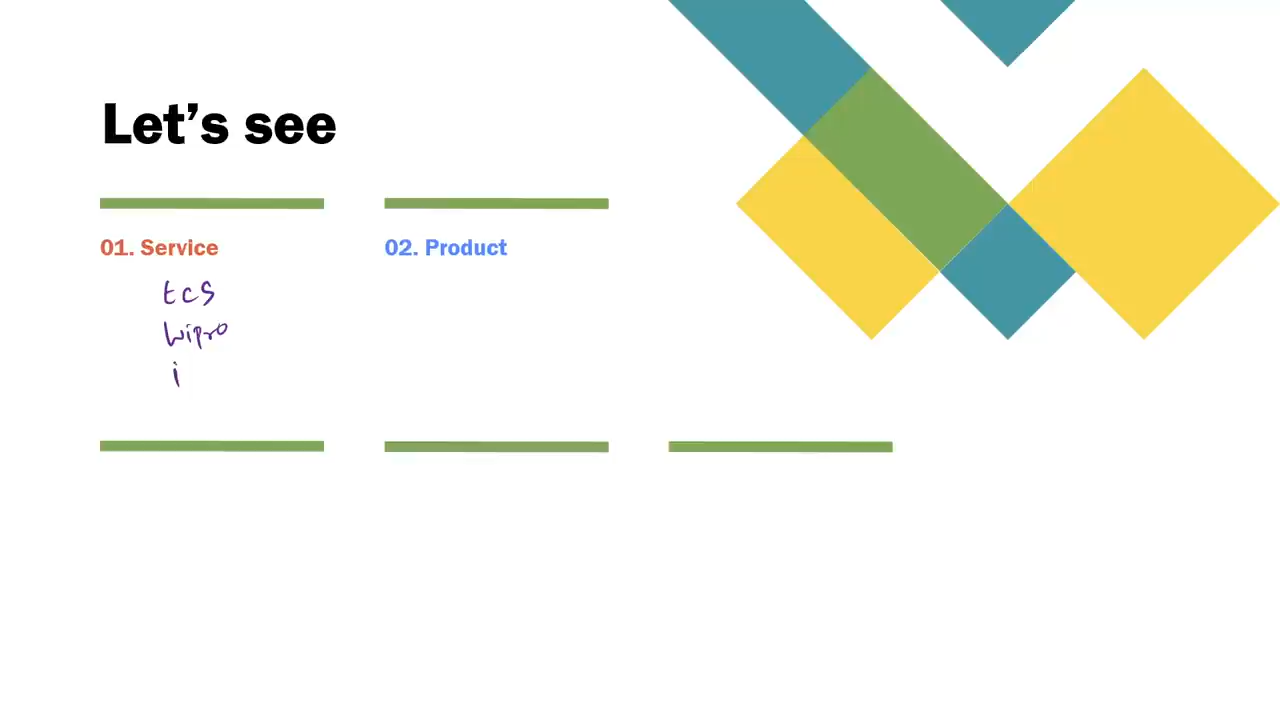 Let's see
01. Service
02. Product
tcs
Wipro
i